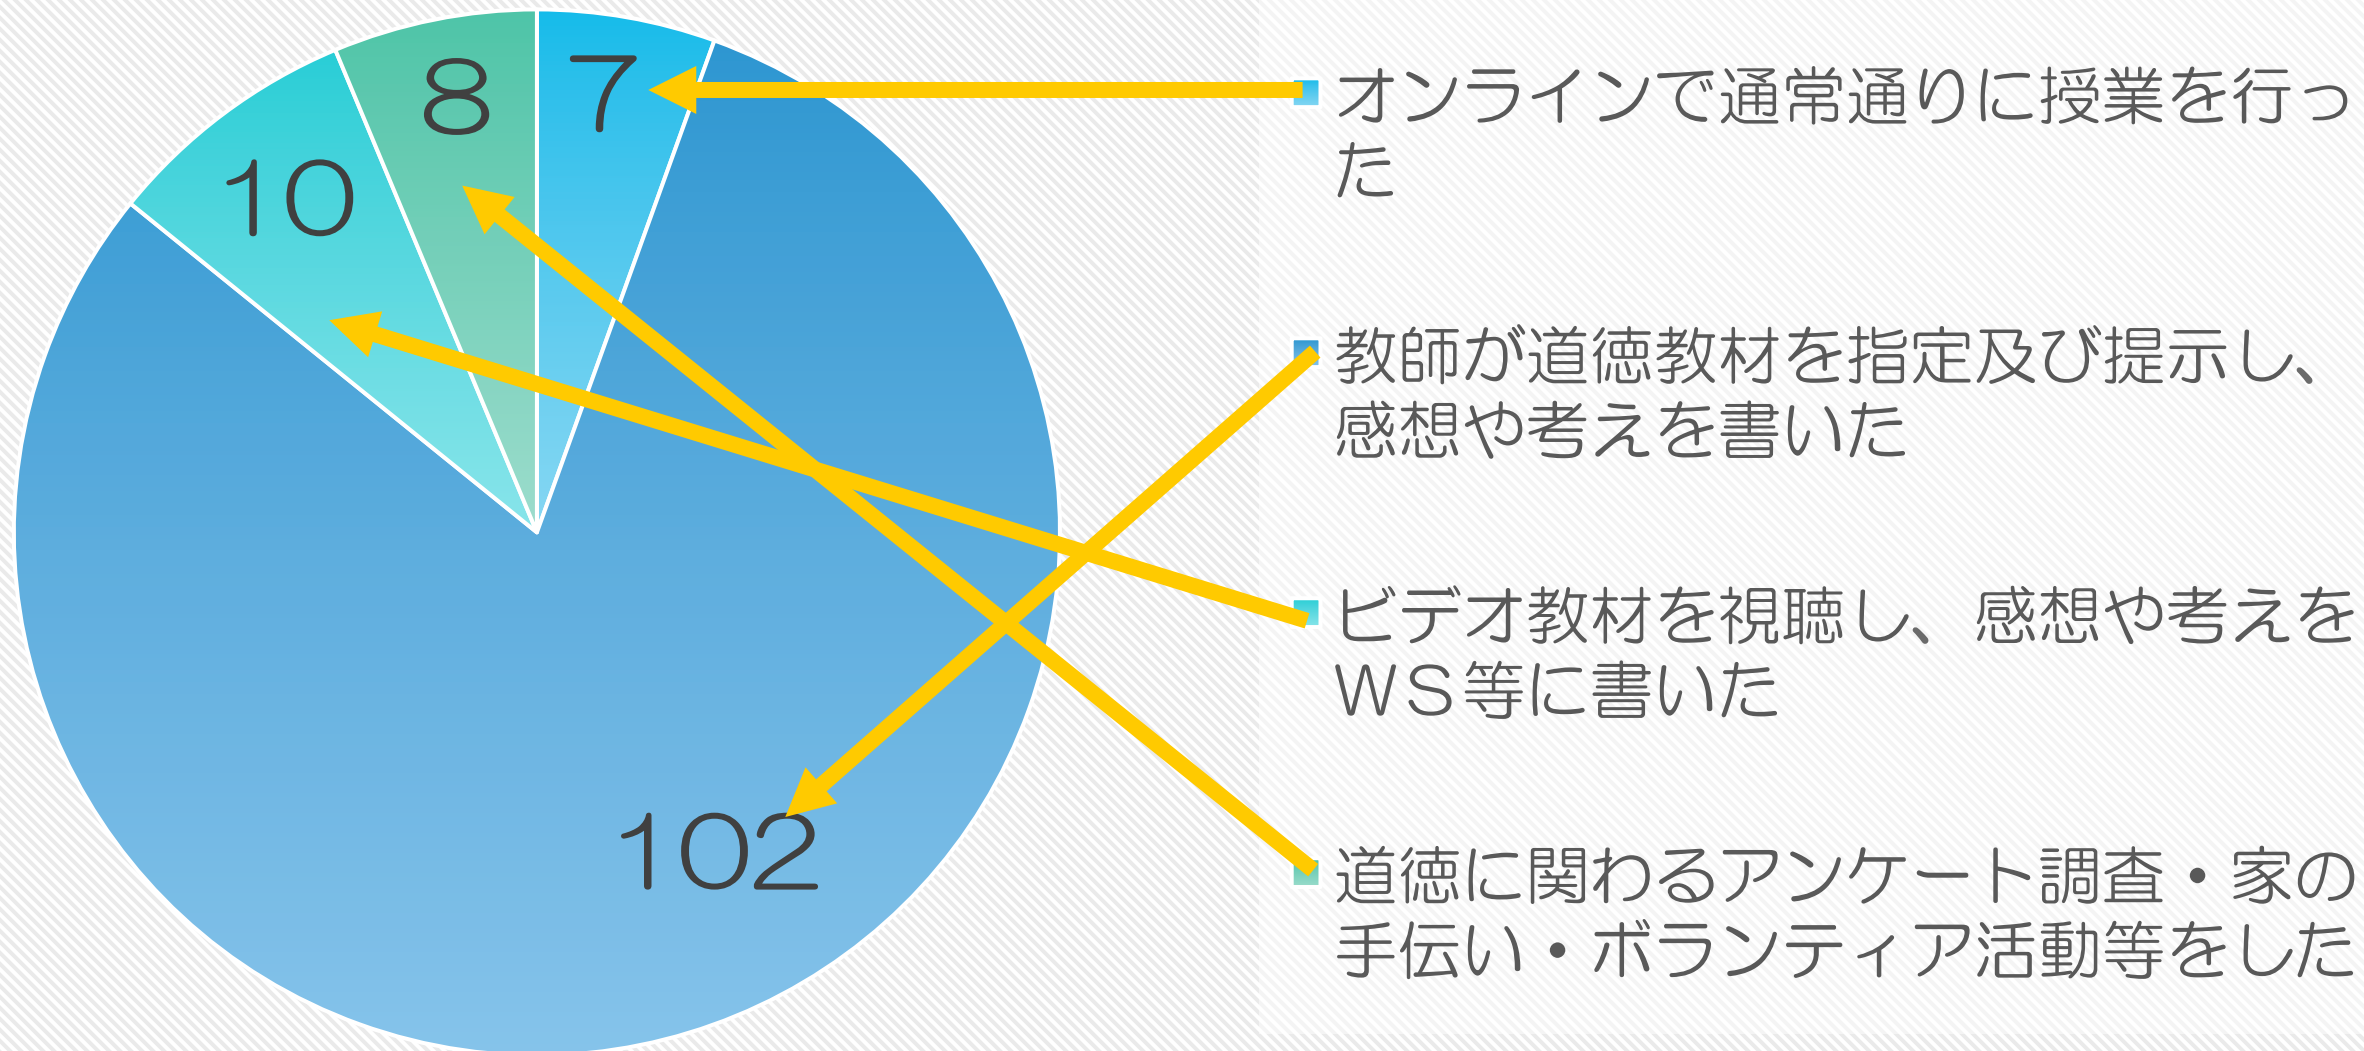 8
7
10
102
オンラインで通常通りに授業を行っ
た
教師が道徳教材を指定及び提示し、
感想や考えを書いた
ビデオ教材を視聴し、感想や考えを
ＷＳ等に書いた
道徳に関わるアンケート調査・家の
手伝い・ボランティア活動等をした